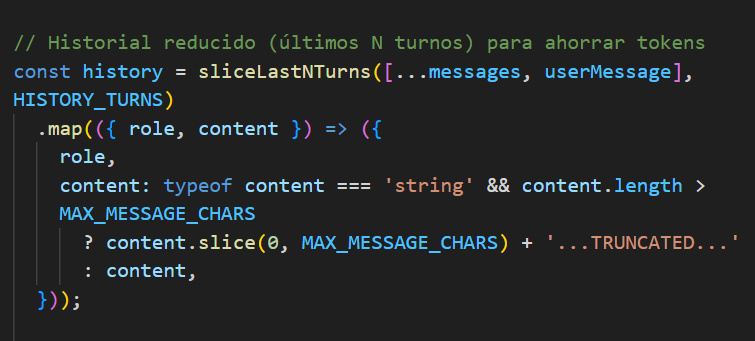 // Historial reducido (últimos N turnos) para ahorrar tokens
const history = sliceLastNTurns([...messages, userMessage],
HISTORY_TURNS)
.map(({ role, content }) => ({
role,
content: typeof content === 'string' && content.length >
MAX_MESSAGE_CHARS
? content.slice(0, MAX_MESSAGE_CHARS) + '...TRUNCATED...'
: content,
}));